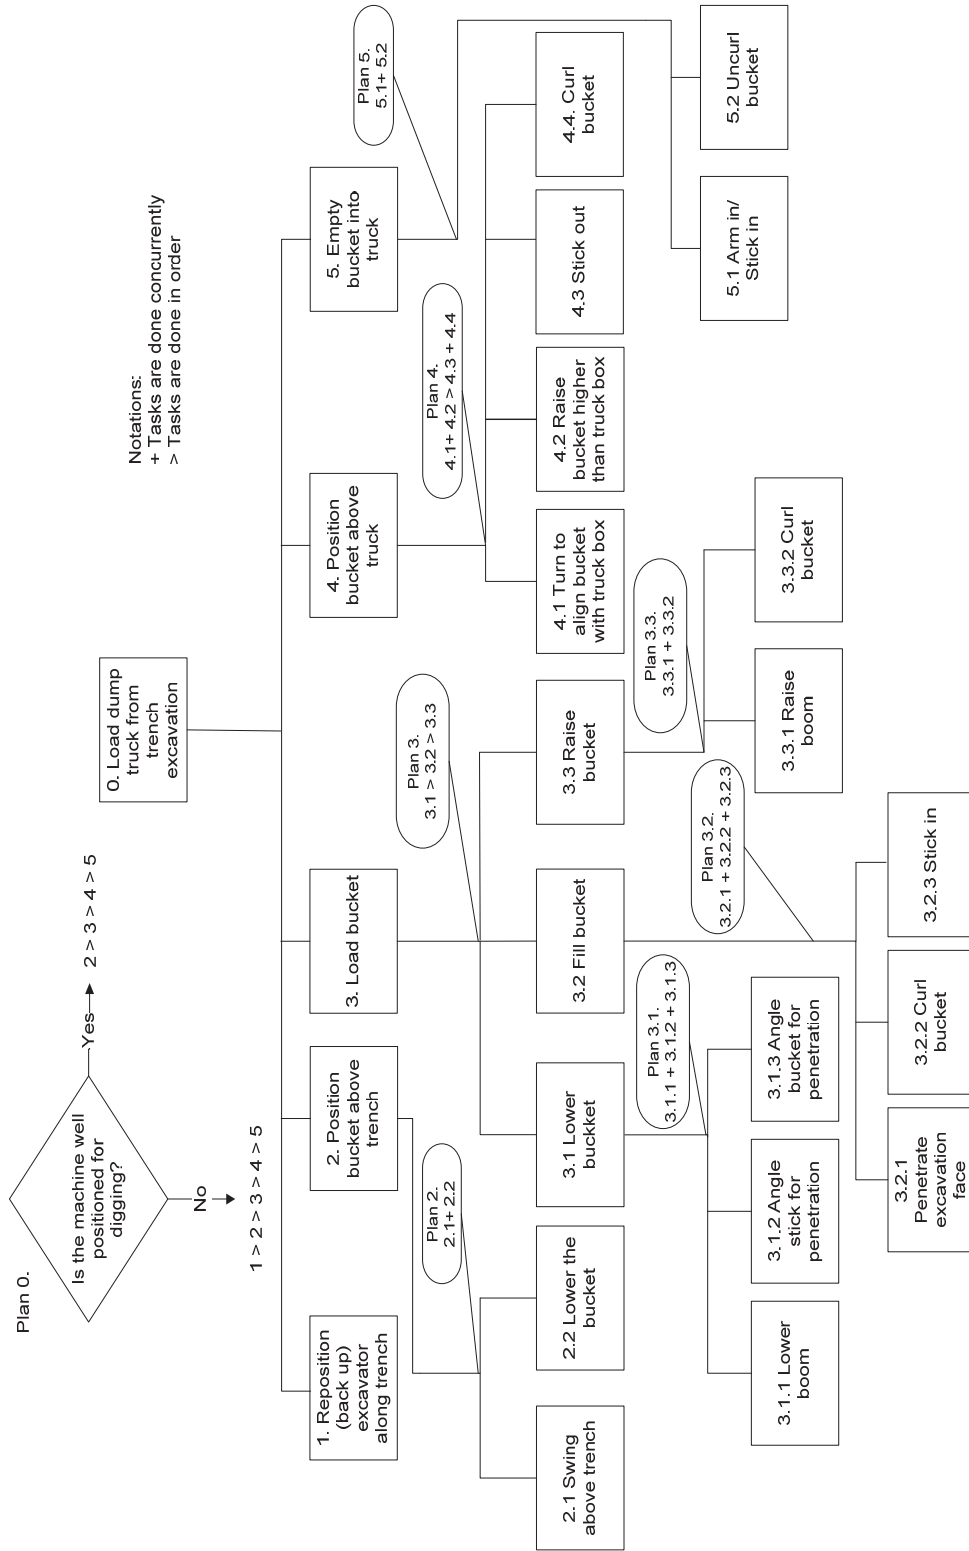 Plan 0.
Is the machine well
positioned for
digging?
Yes
2 > 3 > 4 > 5
No
1 > 2 > 3 > 4 > 5
Notations:
+ Tasks are done concurrently
> Tasks are done in order
0. Load dump
truck from
trench
excavation
1. Reposition
(back up)
excavator
along trench
2. Position
bucket above
trench
3. Load bucket
4. Position
bucket above
truck
5. Empty
bucket into
truck
Plan 2.
2.1+ 2.2
Plan 3.
3.1 > 3.2 > 3.3
Plan 4.
4.1+ 4.2 > 4.3 + 4.4
Plan 5.
5.1+ 5.2
2.1 Swing
above trench
2.2 Lower the
bucket
3.1 Lower
buckket
3.2 Fill bucket
3.3 Raise
bucket
4.1 Turn to
align bucket
with truck box
4.2 Raise
bucket higher
than truck box
4.3 Stick out
4.4. Curl
bucket
Plan 3.1.
3.1.1 + 3.1.2 + 3.1.3
Plan 3.2.
3.2.1 + 3.2.2 + 3.2.3
Plan 3.3.
3.3.1 + 3.3.2
5.1 Arm in/
Stick in
5.2 Uncurl
bucket
3.1.1 Lower
boom
3.1.2 Angle
stick for
penetration
3.1.3 Angle
bucket for
penetration
3.3.1 Raise
boom
3.3.2 Curl
bucket
3.2.1
Penetrate
excavation
face
3.2.2 Curl
bucket
3.2.3 Stick in